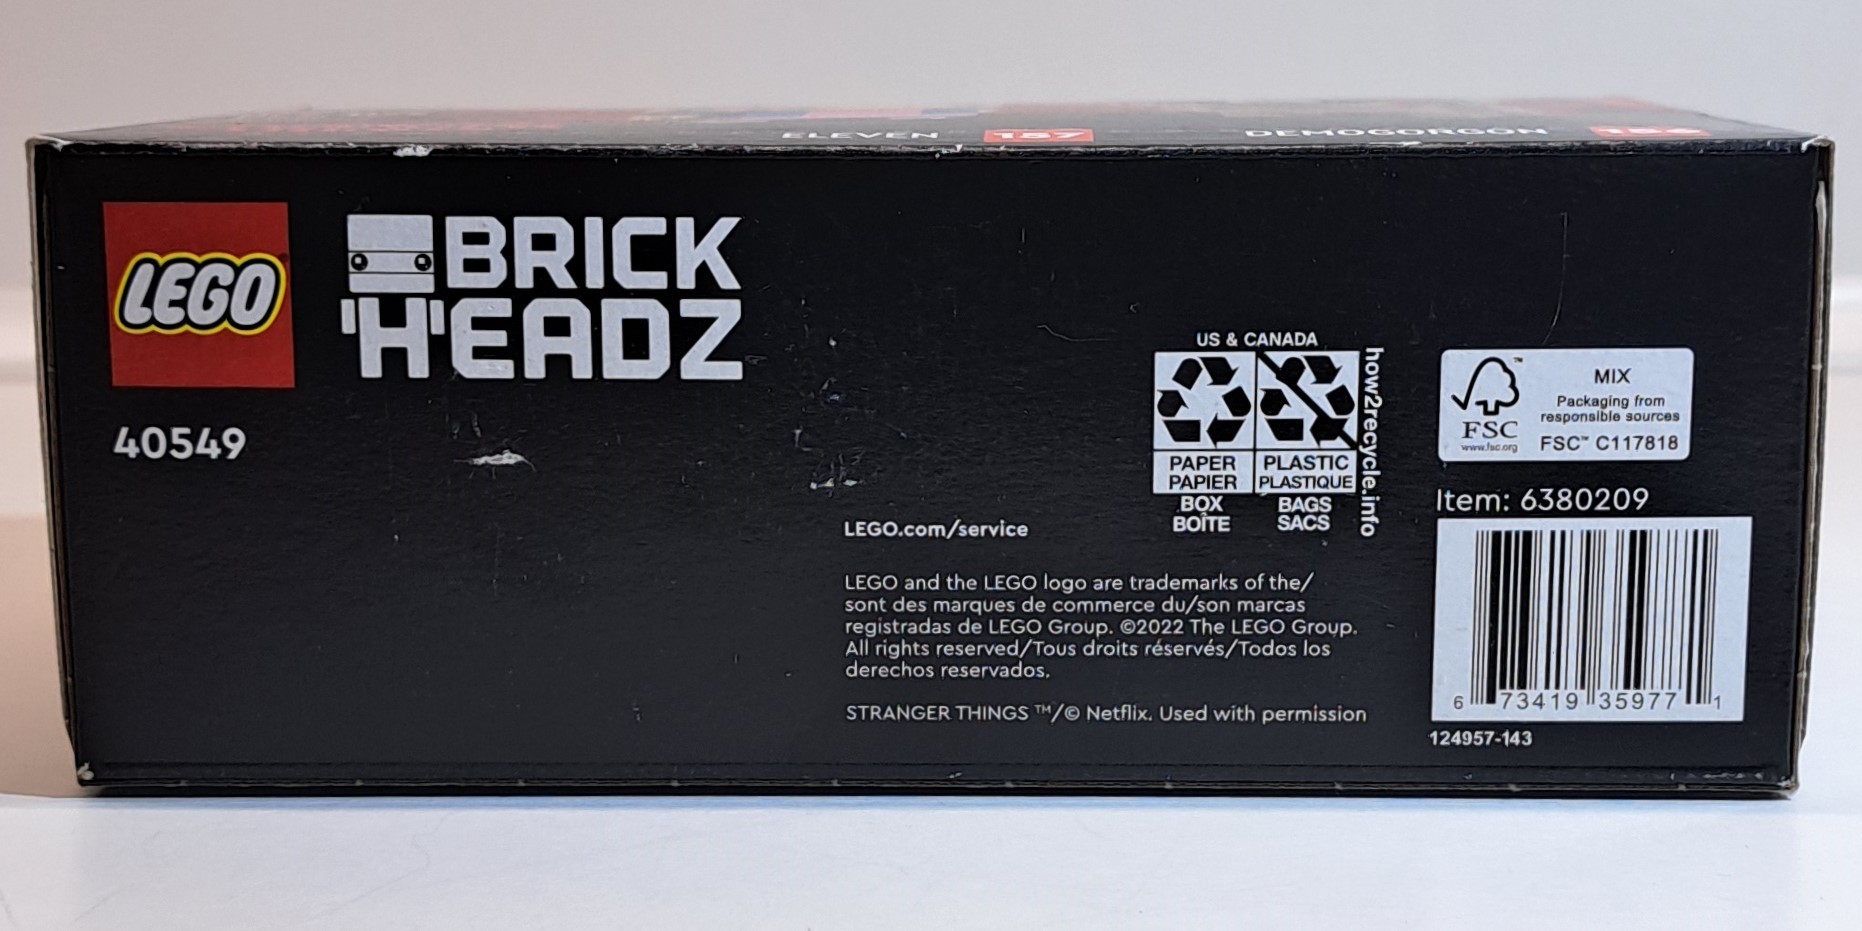 ELEVEN 157 DEMOGORGON 156
LEGO
BRICK
HEADZ
40549
US & CANADA
PAPER
PAPIER
BOX
BOÎTE
PLASTIC
PLASTIQUE
BAGS
SACS
how2recycle.info
FSC
www.fsc.org
™
MIX
Packaging from
responsible sources
FSC™ C117818
LEGO.com/service
Item: 6380209
LEGO and the LEGO logo are trademarks of the/
sont des marques de commerce du/son marcas
registradas de LEGO Group. ©2022 The LEGO Group.
All rights reserved/Tous droits réservés/Todos los
derechos reservados.
STRANGER THINGS ™/© Netflix. Used with permission
6 73419 35977 1
124957-143